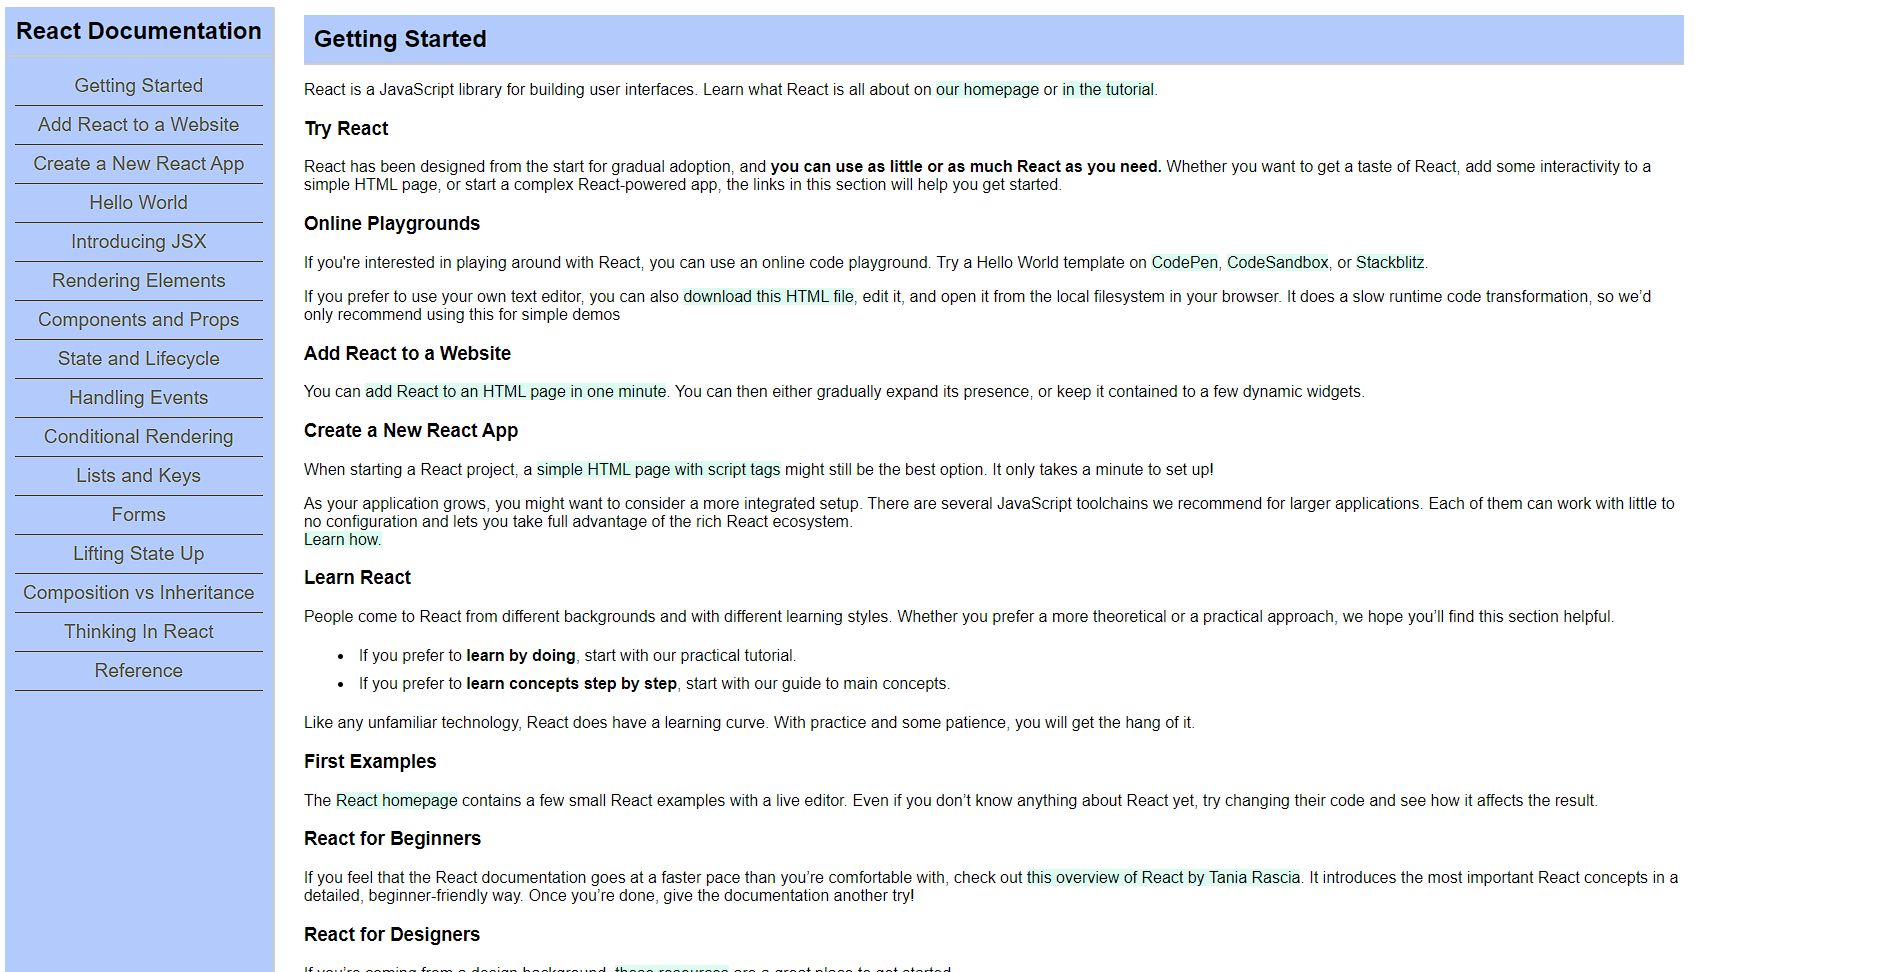 React Documentation
Getting Started
Add React to a Website
Create a New React App
Hello World
Introducing JSX
Rendering Elements
Components and Props
State and Lifecycle
Handling Events
Conditional Rendering
Lists and Keys
Forms
Lifting State Up
Composition vs Inheritance
Thinking In React
Reference
Getting Started
React is a JavaScript library for building user interfaces. Learn what React is all about on our homepage or in the tutorial.
Try React
React has been designed from the start for gradual adoption, and you can use as little or as much React as you need. Whether you want to get a taste of React, add some interactivity to a
simple HTML page, or start a complex React-powered app, the links in this section will help you get started.
Online Playgrounds
If you're interested in playing around with React, you can use an online code playground. Try a Hello World template on CodePen, CodeSandbox, or Stackblitz.
If you prefer to use your own text editor, you can also download this HTML file, edit it, and open it from the local filesystem in your browser. It does a slow runtime code transformation, so we’d
only recommend using this for simple demos
Add React to a Website
You can add React to an HTML page in one minute. You can then either gradually expand its presence, or keep it contained to a few dynamic widgets.
Create a New React App
When starting a React project, a simple HTML page with script tags might still be the best option. It only takes a minute to set up!
As your application grows, you might want to consider a more integrated setup. There are several JavaScript toolchains we recommend for larger applications. Each of them can work with little to
no configuration and lets you take full advantage of the rich React ecosystem.
Learn how.
Learn React
People come to React from different backgrounds and with different learning styles. Whether you prefer a more theoretical or a practical approach, we hope you’ll find this section helpful.
• If you prefer to learn by doing, start with our practical tutorial.
• If you prefer to learn concepts step by step, start with our guide to main concepts.
Like any unfamiliar technology, React does have a learning curve. With practice and some patience, you will get the hang of it.
First Examples
The React homepage contains a few small React examples with a live editor. Even if you don’t know anything about React yet, try changing their code and see how it affects the result.
React for Beginners
If you feel that the React documentation goes at a faster pace than you’re comfortable with, check out this overview of React by Tania Rascia. It introduces the most important React concepts in a
detailed, beginner-friendly way. Once you’re done, give the documentation another try!
React for Designers
If you’re coming from a design background, these resources are a great place to get started.